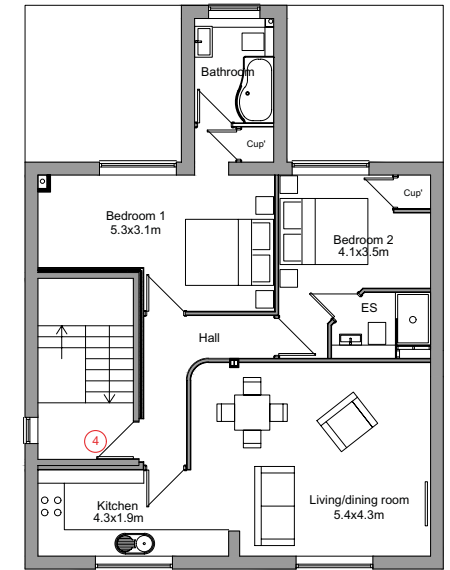 Bathroom
Cup'
Cup'
Bedroom 1
5.3x3.1m
Bedroom 2
4.1x3.5m
ES
Hall
4
Kitchen
4.3x1.9m
Living/dining room
5.4x4.3m